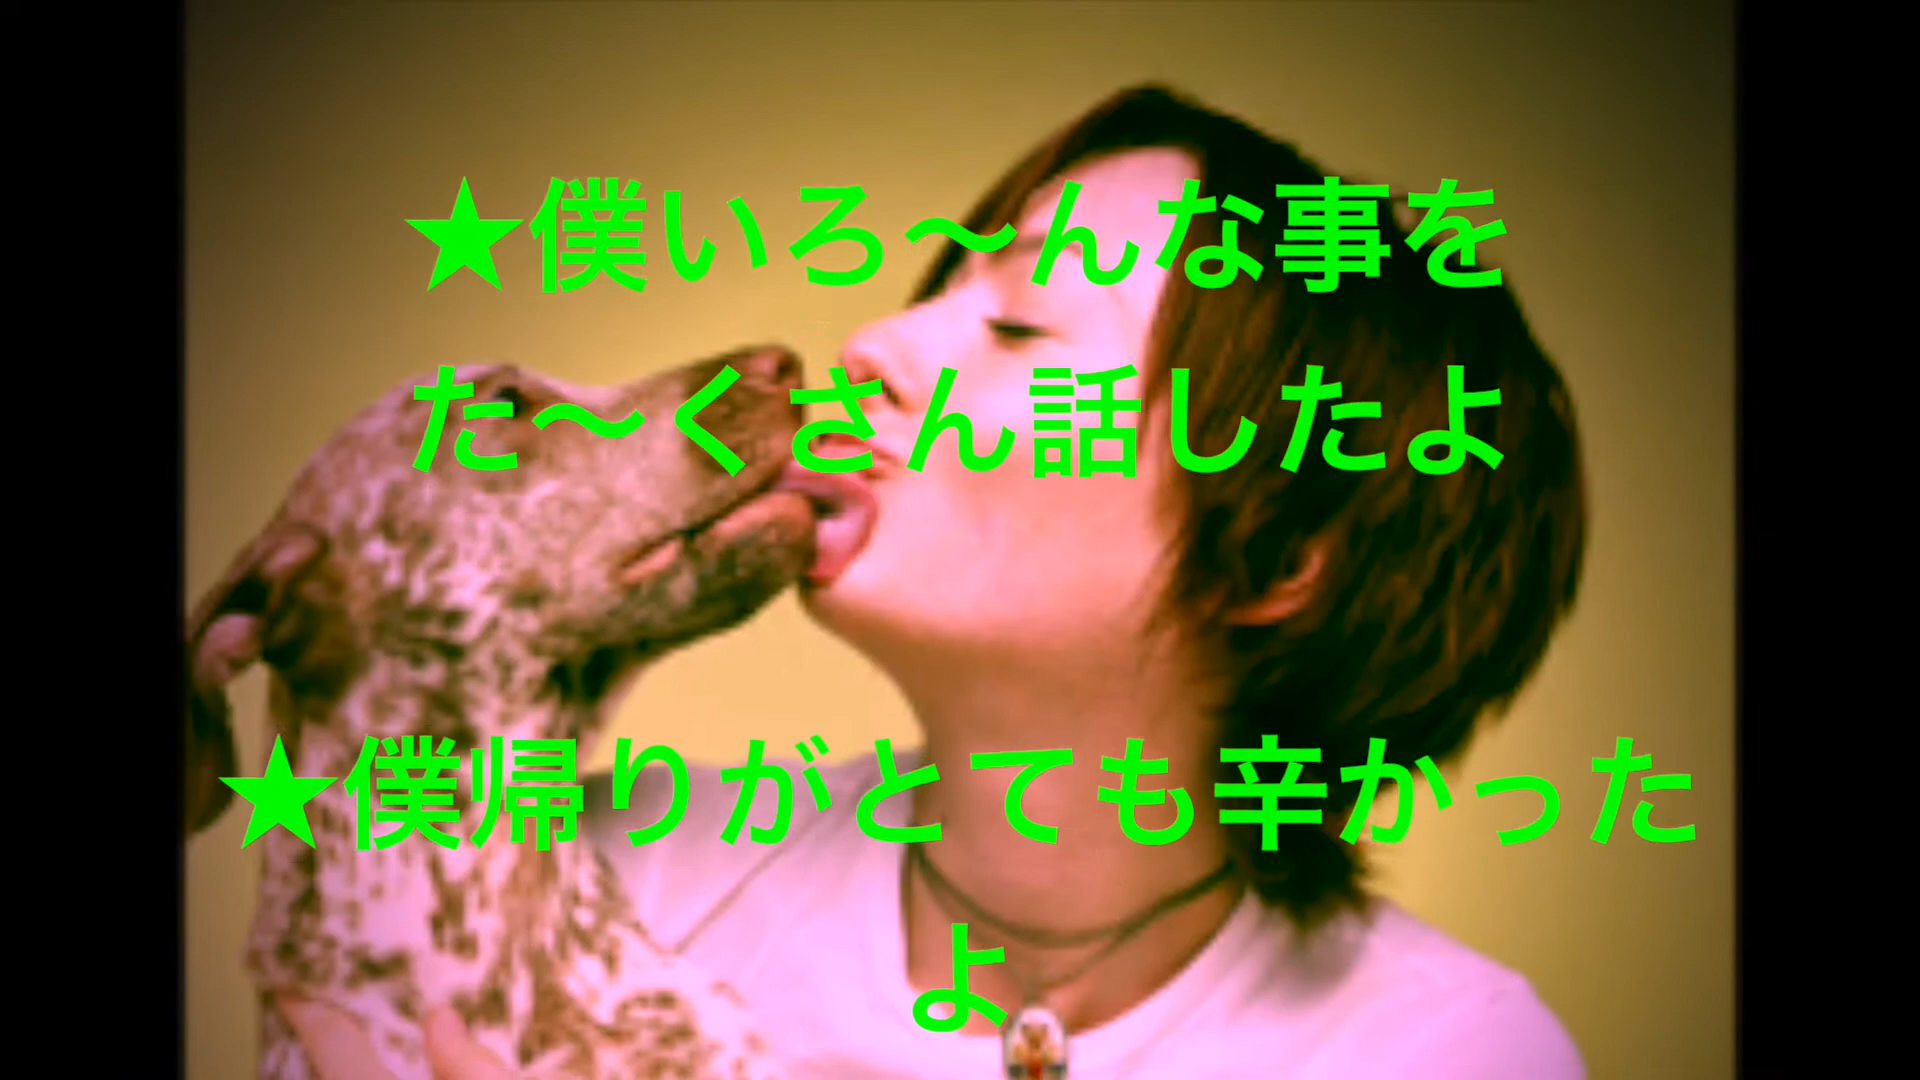 ★僕いろ〜んな事を
た〜くさん話したよ
★僕帰りがとても辛かった
よ